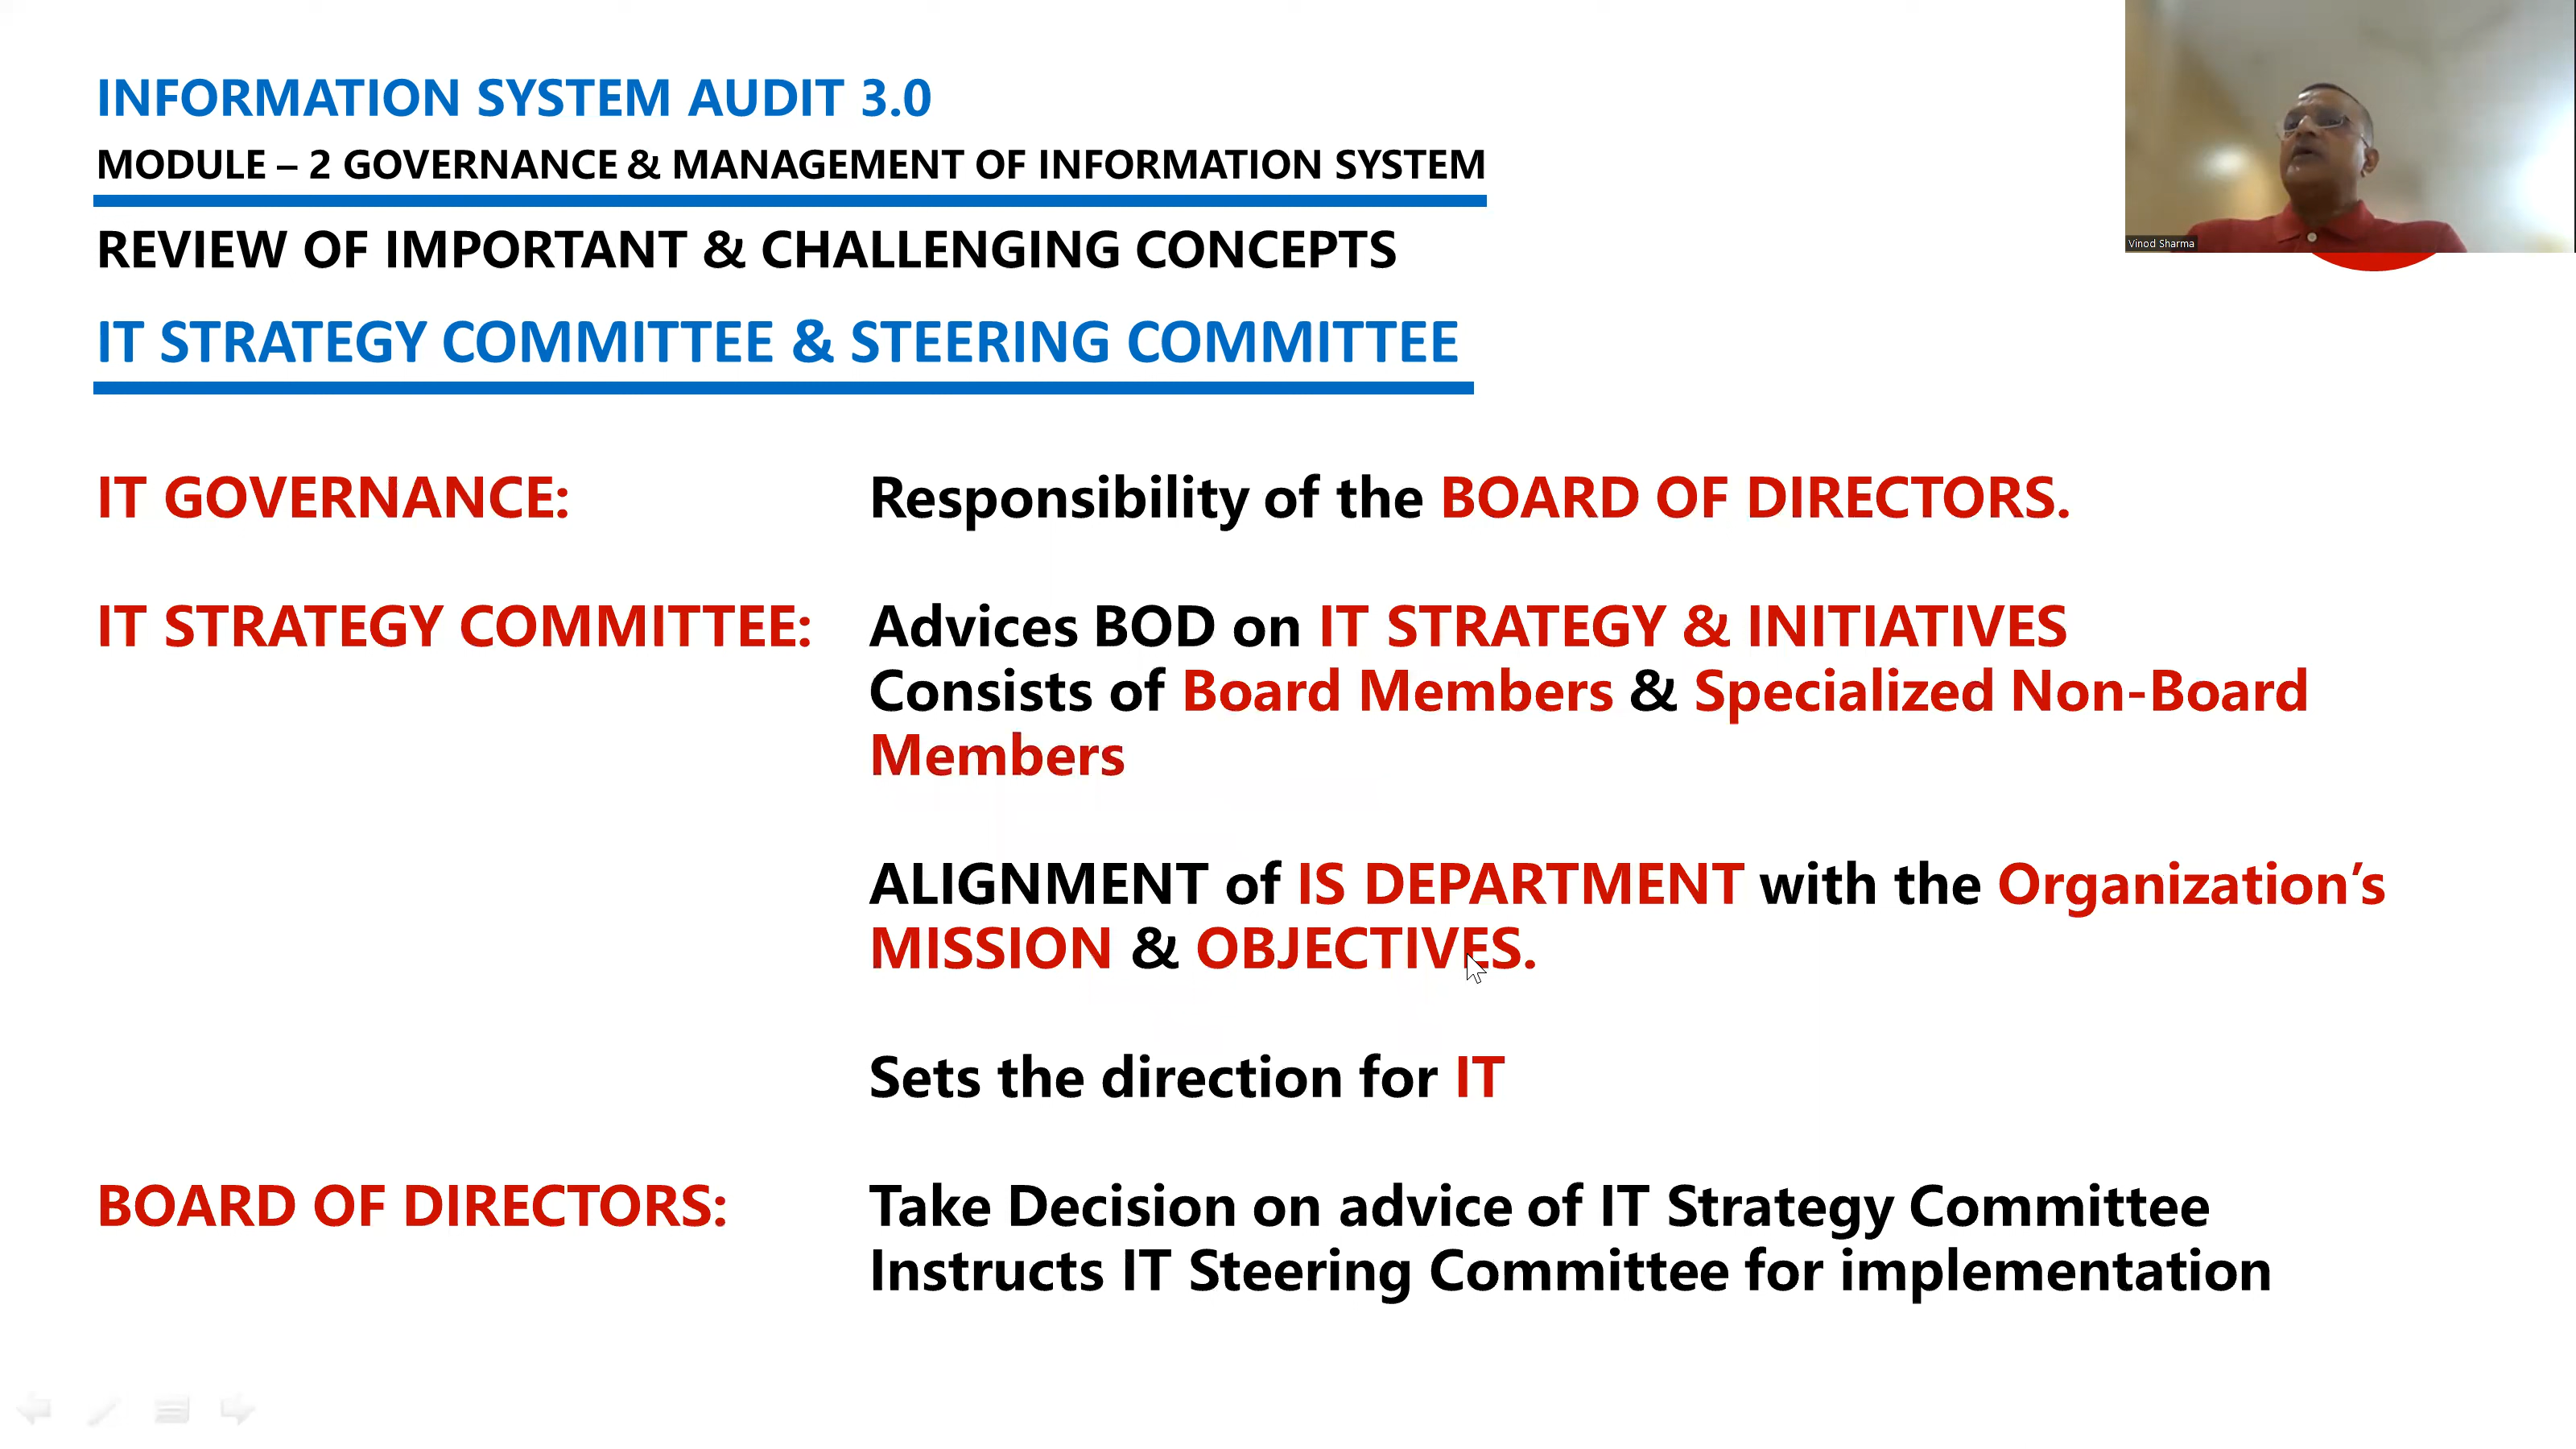 INFORMATION SYSTEM AUDIT 3.0
MODULE – 2 GOVERNANCE & MANAGEMENT OF INFORMATION SYSTEM
REVIEW OF IMPORTANT & CHALLENGING CONCEPTS
IT STRATEGY COMMITTEE & STEERING COMMITTEE
Vinod Sharma
IT GOVERNANCE: Responsibility of the BOARD OF DIRECTORS.
IT STRATEGY COMMITTEE: Advices BOD on IT STRATEGY & INITIATIVES
Consists of Board Members & Specialized Non-Board
Members
ALIGNMENT of IS DEPARTMENT with the Organization’s
MISSION & OBJECTIVES.
Sets the direction for IT
BOARD OF DIRECTORS: Take Decision on advice of IT Strategy Committee
Instructs IT Steering Committee for implementation